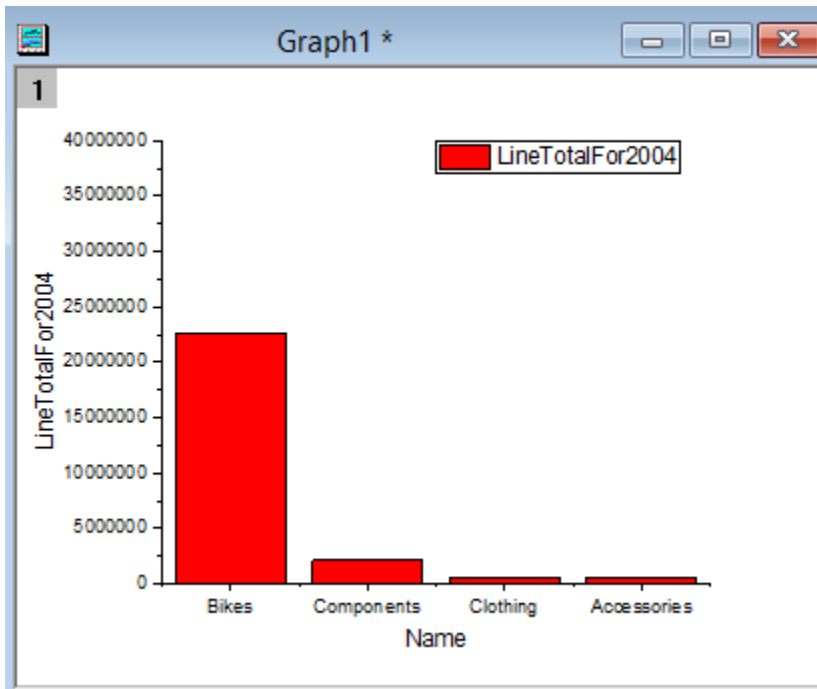 Graph1 *
1
LineTotalFor2004
40000000
35000000
30000000
25000000
20000000
15000000
10000000
5000000
0
LineTotalFor2004
Bikes Components Clothing Accessories
Name